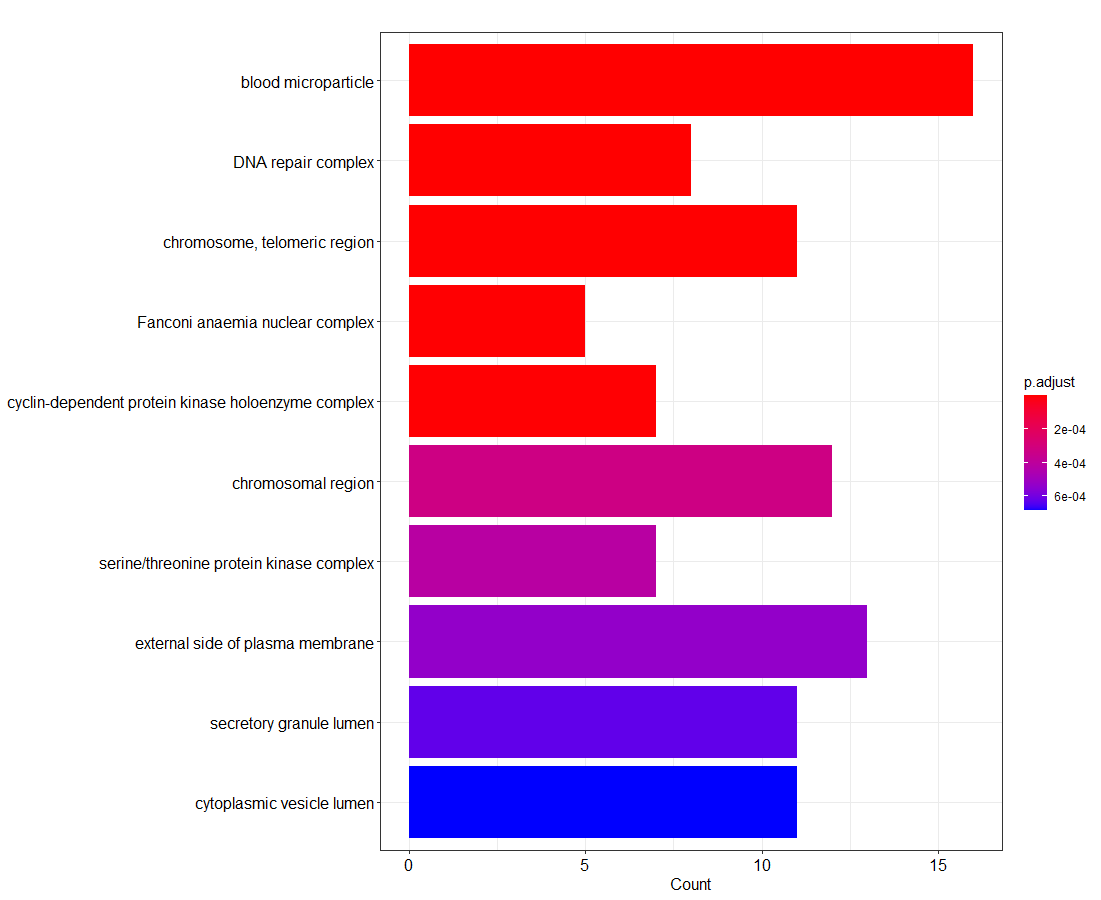 blood microparticle
DNA repair complex
chromosome, telomeric region
Fanconi anaemia nuclear complex
cyclin-dependent protein kinase holoenzyme complex
chromosomal region
serine/threonine protein kinase complex
external side of plasma membrane
secretory granule lumen
cytoplasmic vesicle lumen
0 5 10 15
Count
p.adjust
2e-04
4e-04
6e-04